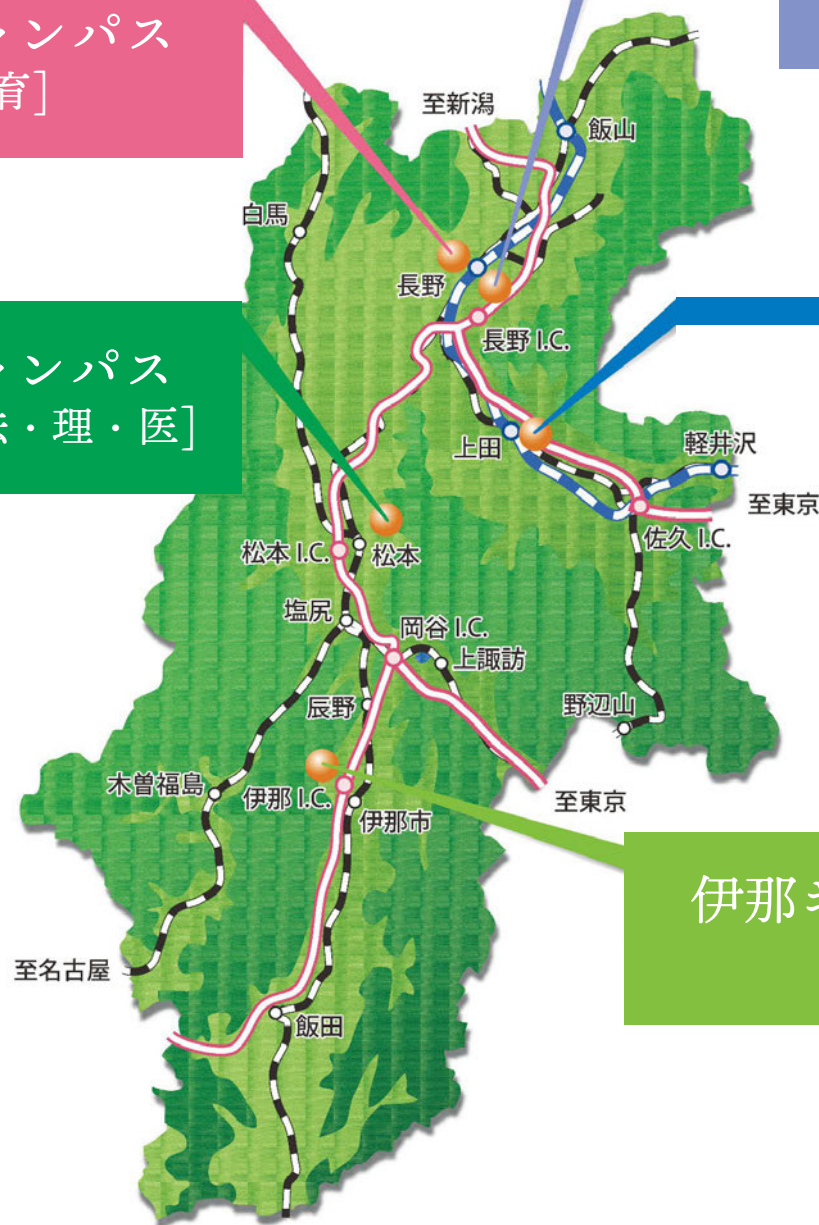 ャンパス
育]
至新潟
飯山
白馬
長野
長野 I.C.
ャンパス
・理・医]
上田
軽井沢
至東京
佐久 I.C.
松本 I.C.
松本
塩尻
岡谷 I.C.
上諏訪
辰野
野辺山
木曽福島
伊那 I.C.
至東京
伊那市
伊那キ
至名古屋
飯田